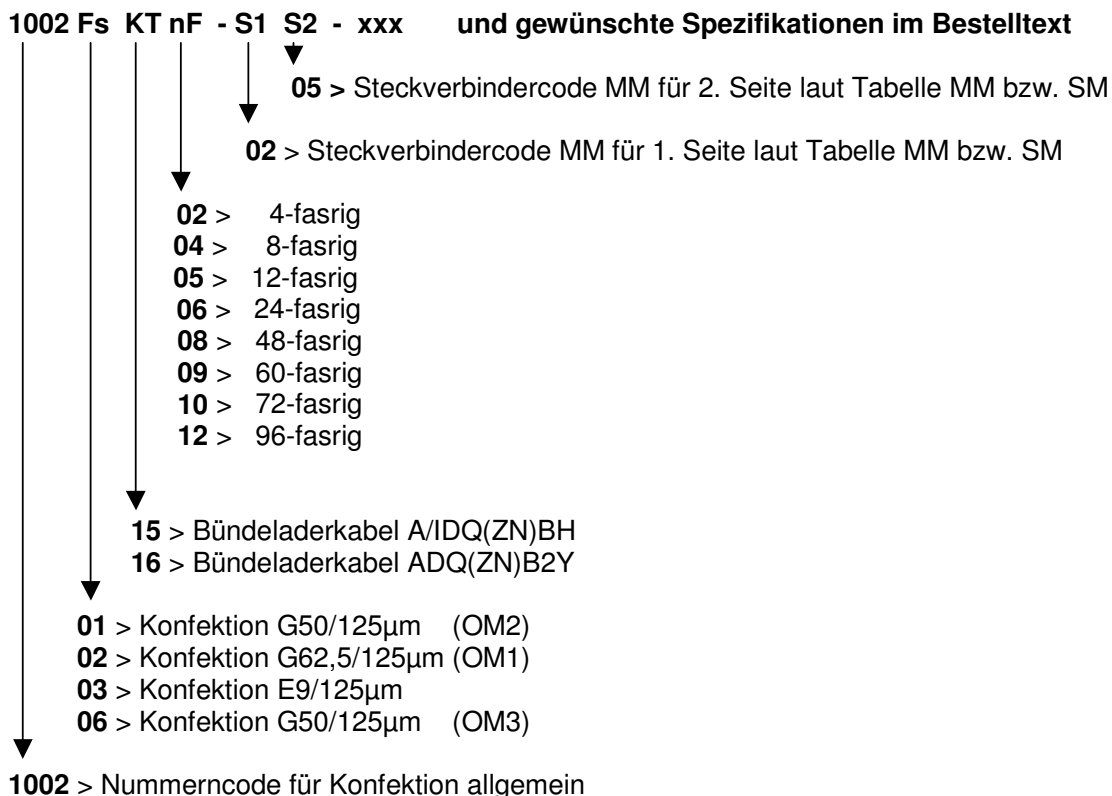 1002 Fs KT nF - S1 S2 - xxx und gewünschte Spezifikationen im Bestelltext
05 > Steckverbindercode MM für 2. Seite laut Tabelle MM bzw. SM
02 > Steckverbindercode MM für 1. Seite laut Tabelle MM bzw. SM
02 > 4-fasrig
04 > 8-fasrig
05 > 12-fasrig
06 > 24-fasrig
08 > 48-fasrig
09 > 60-fasrig
10 > 72-fasrig
12 > 96-fasrig
15 > Bündeladerkabel A/IDQ(ZN)BH
16 > Bündeladerkabel ADQ(ZN)B2Y
01 > Konfektion G50/125µm (OM2)
02 > Konfektion G62,5/125µm (OM1)
03 > Konfektion E9/125µm
06 > Konfektion G50/125µm (OM3)
1002 > Nummerncode für Konfektion allgemein